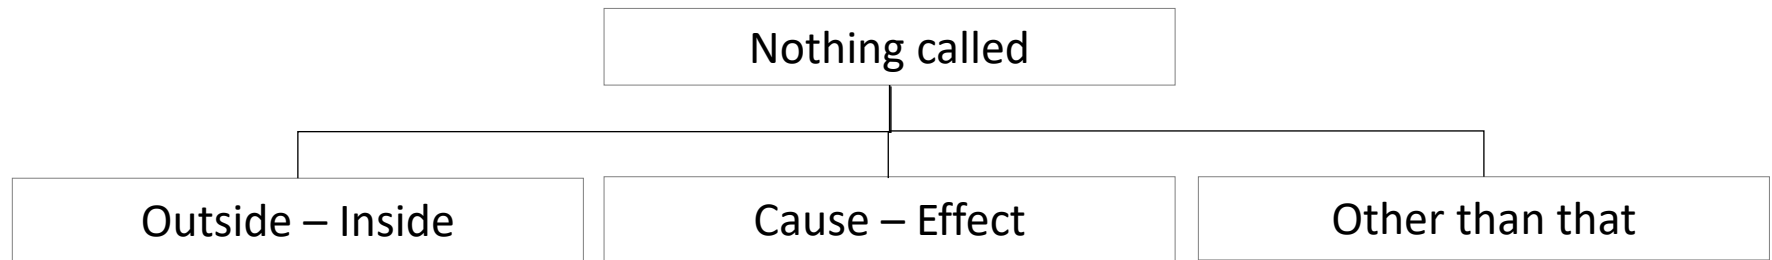 Nothing called
Outside – Inside
Cause – Effect
Other than that